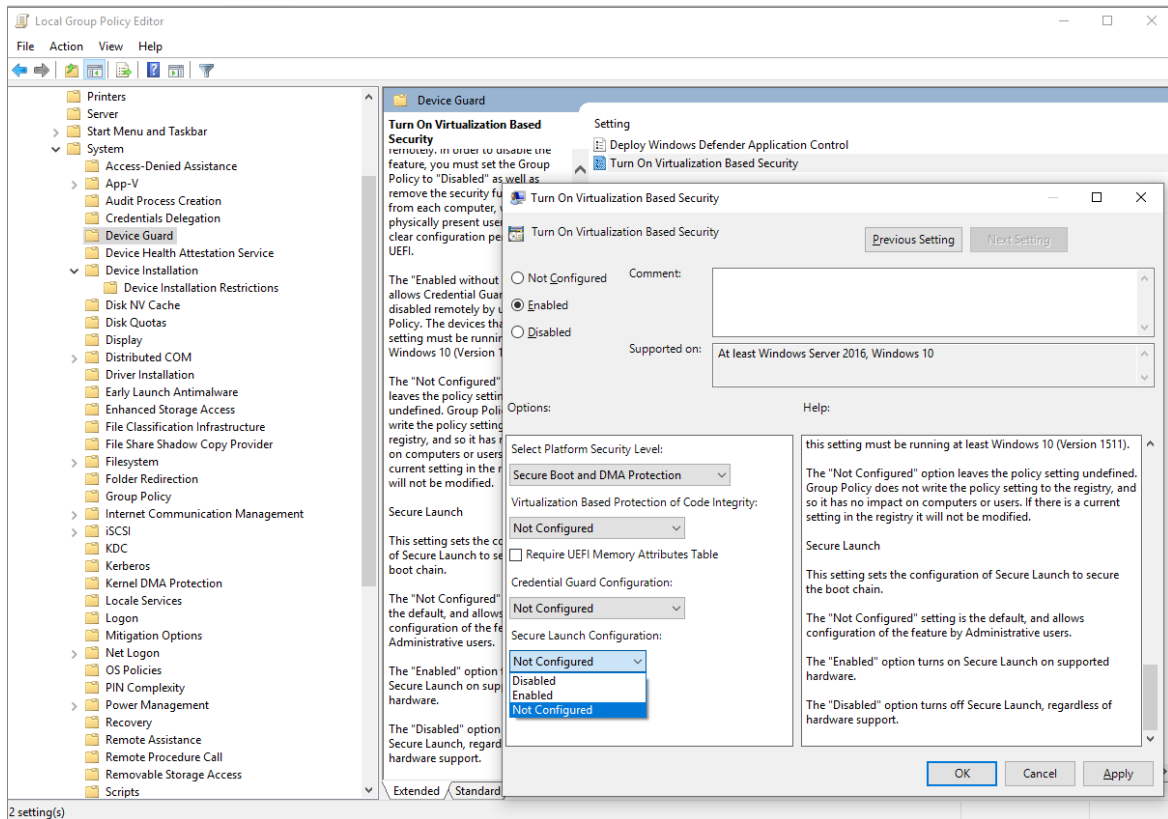 Local Group Policy Editor
File Action View Help
Printers
Server
Start Menu and Taskbar
System
Access-Denied Assistance
App-V
Audit Process Creation
Credentials Delegation
Device Guard
Device Health Attestation Service
Device Installation
Device Installation Restrictions
Disk NV Cache
Disk Quotas
Display
Distributed COM
Driver Installation
Early Launch Antimalware
Enhanced Storage Access
File Classification Infrastructure
File Share Shadow Copy Provider
Filesystem
Folder Redirection
Group Policy
Internet Communication Management
iSCSI
KDC
Kerberos
Kernel DMA Protection
Locale Services
Logon
Mitigation Options
Net Logon
OS Policies
PIN Complexity
Power Management
Recovery
Remote Assistance
Remote Procedure Call
Removable Storage Access
Scripts
2 setting(s)
Device Guard
Turn On Virtualization Based
Security
remotely. In order to disable the
feature, you must set the Group
Policy to "Disabled" as well as
remove the security fu
from each computer,
physically present user
clear configuration pe
UEFI.
The "Enabled without
allows Credential Guar
disabled remotely by u
Policy. The devices tha
setting must be runnin
Windows 10 (Version 1
The "Not Configured"
leaves the policy settin
undefined. Group Poli
write the policy setting
registry, and so it has n
on computers or users
current setting in the r
will not be modified.
Secure Launch
This setting sets the co
of Secure Launch to se
boot chain.
The "Not Configured"
the default, and allows
configuration of the fe
Administrative users.
The "Enabled" option t
Secure Launch on supp
hardware.
The "Disabled" option
Secure Launch, regard
hardware support.
Extended Standard
Setting
Deploy Windows Defender Application Control
Turn On Virtualization Based Security
Turn On Virtualization Based Security
Turn On Virtualization Based Security
Previous Setting Next Setting
Not Configured
Enabled
Disabled
Comment:
Supported on:
At least Windows Server 2016, Windows 10
Options:
Help:
Select Platform Security Level:
Secure Boot and DMA Protection
Virtualization Based Protection of Code Integrity:
Not Configured
Require UEFI Memory Attributes Table
Credential Guard Configuration:
Not Configured
Secure Launch Configuration:
Not Configured
Disabled
Enabled
Not Configured
this setting must be running at least Windows 10 (Version 1511).
The "Not Configured" option leaves the policy setting undefined.
Group Policy does not write the policy setting to the registry, and
so it has no impact on computers or users. If there is a current
setting in the registry it will not be modified.
Secure Launch
This setting sets the configuration of Secure Launch to secure
the boot chain.
The "Not Configured" setting is the default, and allows
configuration of the feature by Administrative users.
The "Enabled" option turns on Secure Launch on supported
hardware.
The "Disabled" option turns off Secure Launch, regardless of
hardware support.
OK Cancel Apply